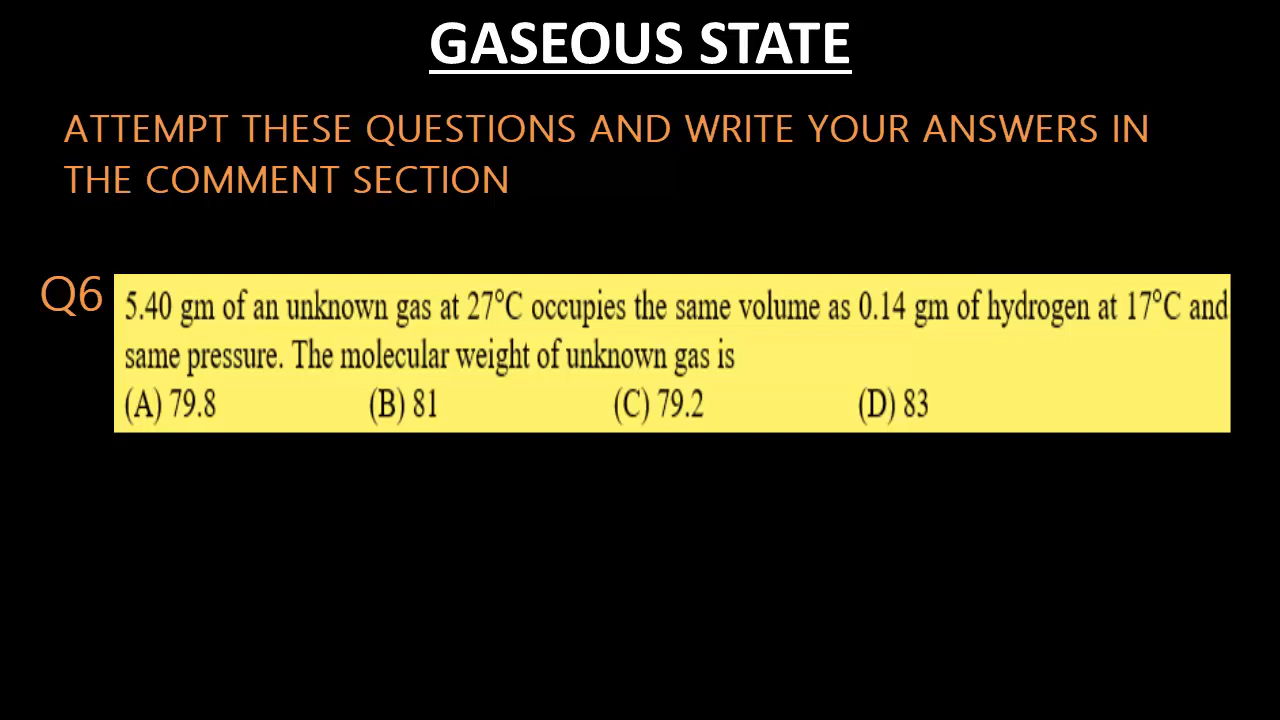 GASEOUS STATE
ATTEMPT THESE QUESTIONS AND WRITE YOUR ANSWERS IN
THE COMMENT SECTION
Q6
5.40 gm of an unknown gas at 27°C occupies the same volume as 0.14 gm of hydrogen at 17°C and
same pressure. The molecular weight of unknown gas is
(A) 79.8 (B) 81 (C) 79.2 (D) 83